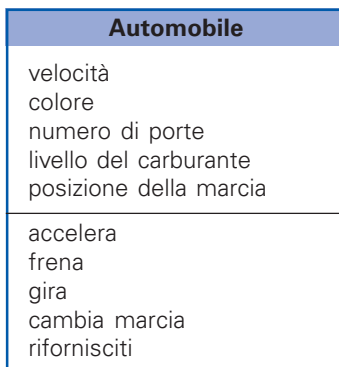 Automobile
velocità
colore
numero di porte
livello del carburante
posizione della marcia
accelera
frena
gira
cambia marcia
rifornisciti